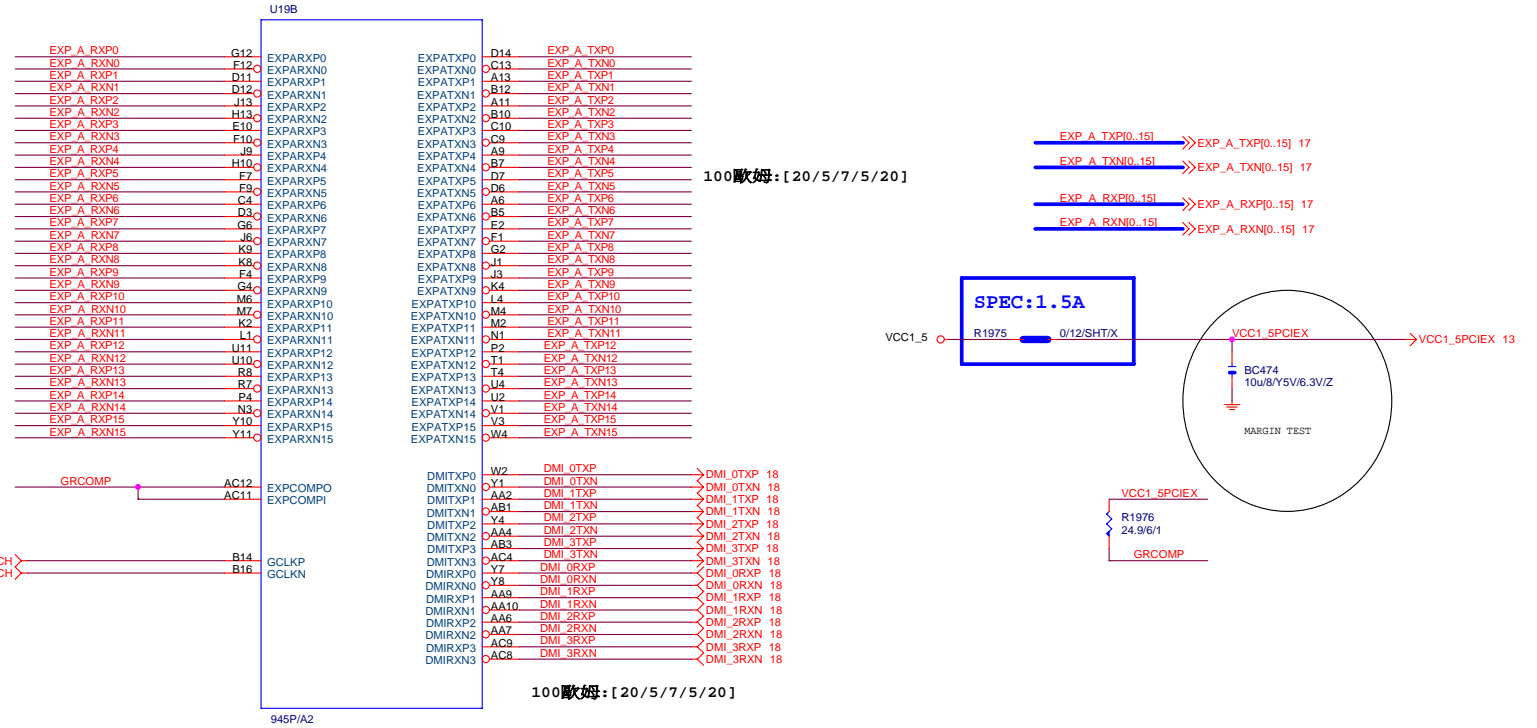 U19B
EXP_A_RXP0 G12 EXPARXP0 EXPATXP0 D14 EXP_A_TXP0
EXP_A_RXN0 F12 EXPARXN0 EXPATXN0 C13 EXP_A_TXN0
EXP_A_RXP1 D11 EXPARXP1 EXPATXP1 A13 EXP_A_TXP1
EXP_A_RXN1 D12 EXPARXN1 EXPATXN1 B12 EXP_A_TXN1
EXP_A_RXP2 J13 EXPARXP2 EXPATXP2 A11 EXP_A_TXP2
EXP_A_RXN2 H13 EXPARXN2 EXPATXN2 B10 EXP_A_TXN2
EXP_A_RXP3 E10 EXPARXP3 EXPATXP3 C10 EXP_A_TXP3
EXP_A_RXN3 F10 EXPARXN3 EXPATXN3 C9 EXP_A_TXN3
EXP_A_RXP4 J9 EXPARXP4 EXPATXP4 A9 EXP_A_TXP4
EXP_A_RXN4 H10 EXPARXN4 EXPATXN4 B7 EXP_A_TXN4
EXP_A_RXP5 F7 EXPARXP5 EXPATXP5 D7 EXP_A_TXP5
EXP_A_RXN5 F9 EXPARXN5 EXPATXN5 D6 EXP_A_TXN5
EXP_A_RXP6 C4 EXPARXP6 EXPATXP6 A6 EXP_A_TXP6
EXP_A_RXN6 D3 EXPARXN6 EXPATXN6 B5 EXP_A_TXN6
EXP_A_RXP7 G6 EXPARXP7 EXPATXP7 E2 EXP_A_TXP7
EXP_A_RXN7 J6 EXPARXN7 EXPATXN7 F1 EXP_A_TXN7
EXP_A_RXP8 K9 EXPARXP8 EXPATXP8 G2 EXP_A_TXP8
EXP_A_RXN8 K8 EXPARXN8 EXPATXN8 J1 EXP_A_TXN8
EXP_A_RXP9 F4 EXPARXP9 EXPATXP9 J3 EXP_A_TXP9
EXP_A_RXN9 G4 EXPARXN9 EXPATXN9 K4 EXP_A_TXN9
EXP_A_RXP10 M6 EXPARXP10 EXPATXP10 L4 EXP_A_TXP10
EXP_A_RXN10 M7 EXPARXN10 EXPATXN10 M4 EXP_A_TXN10
EXP_A_RXP11 K2 EXPARXP11 EXPATXP11 M2 EXP_A_TXP11
EXP_A_RXN11 L1 EXPARXN11 EXPATXN11 N1 EXP_A_TXN11
EXP_A_RXP12 U11 EXPARXP12 EXPATXP12 P2 EXP_A_TXP12
EXP_A_RXN12 U10 EXPARXN12 EXPATXN12 T1 EXP_A_TXN12
EXP_A_RXP13 R8 EXPARXP13 EXPATXP13 T4 EXP_A_TXP13
EXP_A_RXN13 R7 EXPARXN13 EXPATXN13 U4 EXP_A_TXN13
EXP_A_RXP14 P4 EXPARXP14 EXPATXP14 U2 EXP_A_TXP14
EXP_A_RXN14 N3 EXPARXN14 EXPATXN14 V1 EXP_A_TXN14
EXP_A_RXP15 Y10 EXPARXP15 EXPATXP15 V3 EXP_A_TXP15
EXP_A_RXN15 Y11 EXPARXN15 EXPATXN15 W4 EXP_A_TXN15
100歐姆:[20/5/7/5/20]
DMITXP0 W2 DMI_0TXP DMI_0TXP 18
GRCOMP AC12 EXPCOMPO DMITXN0 Y1 DMI_0TXN DMI_0TXN 18
AC11 EXPCOMPI DMITXP1 AA2 DMI_1TXP DMI_1TXP 18
DMITXN1 AB1 DMI_1TXN DMI_1TXN 18
DMITXP2 Y4 DMI_2TXP DMI_2TXP 18
DMITXN2 AA4 DMI_2TXN DMI_2TXN 18
DMITXP3 AB3 DMI_3TXP DMI_3TXP 18
CH B14 GCLKP DMITXN3 AC4 DMI_3TXN DMI_3TXN 18
CH B16 GCLKN DMIRXP0 Y7 DMI_0RXP DMI_0RXP 18
DMIRXN0 Y8 DMI_0RXN DMI_0RXN 18
DMIRXP1 AA9 DMI_1RXP DMI_1RXP 18
DMIRXN1 AA10 DMI_1RXN DMI_1RXN 18
DMIRXP2 AA6 DMI_2RXP DMI_2RXP 18
DMIRXN2 AA7 DMI_2RXN DMI_2RXN 18
DMIRXP3 AC9 DMI_3RXP DMI_3RXP 18
DMIRXN3 AC8 DMI_3RXN DMI_3RXN 18
100歐姆:[20/5/7/5/20]
945P/A2
EXP_A_TXP[0..15] EXP_A_TXP[0..15] 17
EXP_A_TXN[0..15] EXP_A_TXN[0..15] 17
EXP_A_RXP[0..15] EXP_A_RXP[0..15] 17
EXP_A_RXN[0..15] EXP_A_RXN[0..15] 17
SPEC:1.5A
VCC1_5 R1975 0/12/SHT/X VCC1_5PCIEX VCC1_5PCIEX 13
BC474
10u/8/Y5V/6.3V/Z
MARGIN TEST
VCC1_5PCIEX
R1976
24.9/6/1
GRCOMP